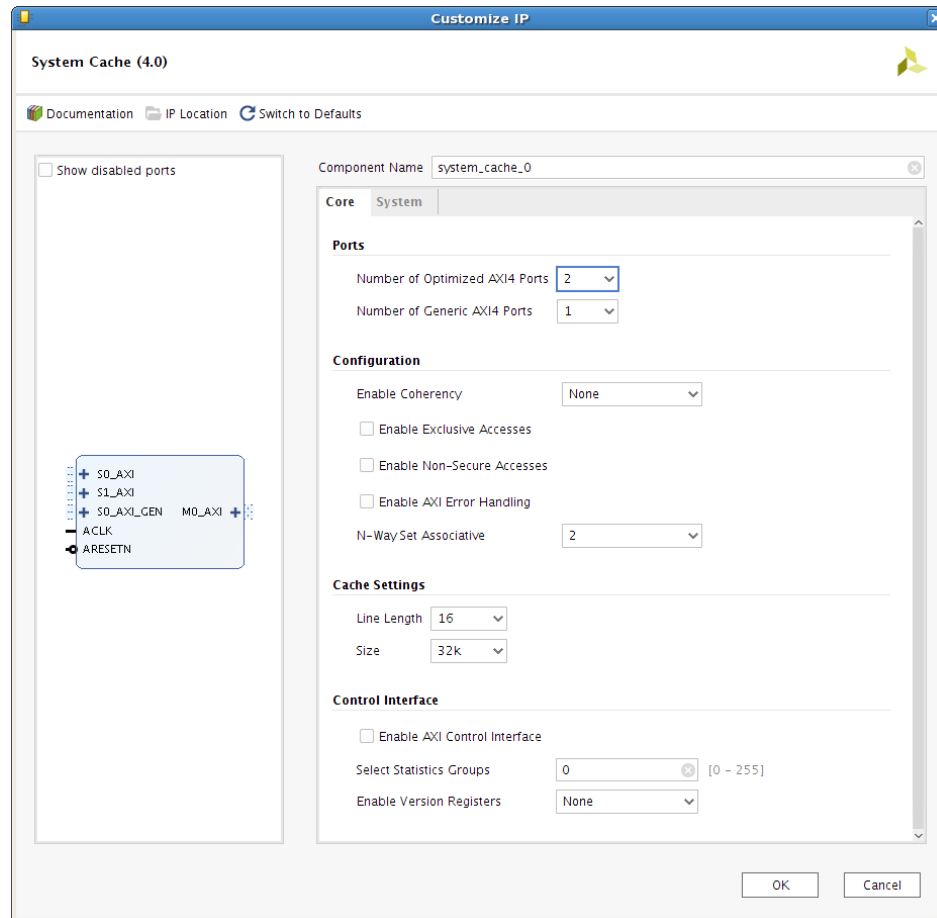 Customize IP
System Cache (4.0)
Documentation IP Location Switch to Defaults
Show disabled ports
S0_AXI
S1_AXI
S0_AXI_GEN M0_AXI
ACLK
ARESETN
Component Name system_cache_0
Core System
Ports
Number of Optimized AXI4 Ports 2
Number of Generic AXI4 Ports 1
Configuration
Enable Coherency None
Enable Exclusive Accesses
Enable Non-Secure Accesses
Enable AXI Error Handling
N-Way Set Associative 2
Cache Settings
Line Length 16
Size 32k
Control Interface
Enable AXI Control Interface
Select Statistics Groups 0 [0 - 255]
Enable Version Registers None
OK Cancel